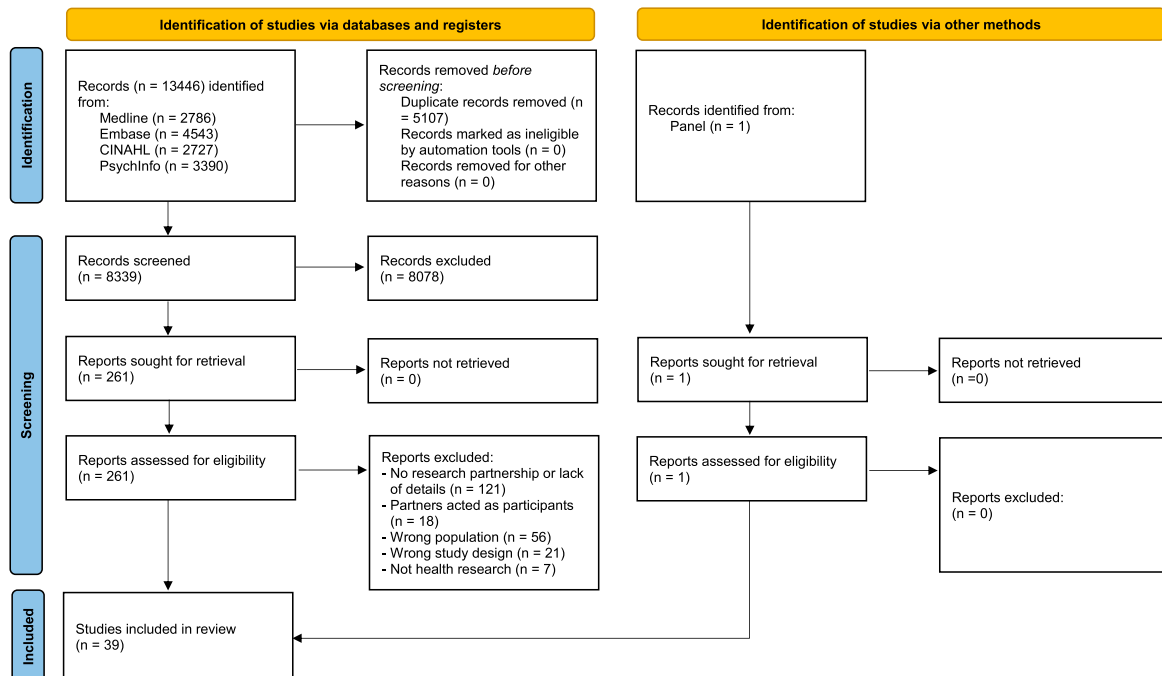 Identification of studies via databases and registers
Identification of studies via other methods
Identification
Records (n = 13446) identified
from:
Medline (n = 2786)
Embase (n = 4543)
CINAHL (n = 2727)
PsychInfo (n = 3390)
Records removed before
screening:
Duplicate records removed (n
= 5107)
Records marked as ineligible
by automation tools (n = 0)
Records removed for other
reasons (n = 0)
Records identified from:
Panel (n = 1)
Screening
Records screened
(n = 8339)
Records excluded
(n = 8078)
Reports sought for retrieval
(n = 261)
Reports not retrieved
(n = 0)
Reports sought for retrieval
(n = 1)
Reports not retrieved
(n =0)
Reports assessed for eligibility
(n = 261)
Reports excluded:
- No research partnership or lack
of details (n = 121)
- Partners acted as participants
(n = 18)
- Wrong population (n = 56)
- Wrong study design (n = 21)
- Not health research (n = 7)
Reports assessed for eligibility
(n = 1)
Reports excluded:
(n = 0)
Included
Studies included in review
(n = 39)